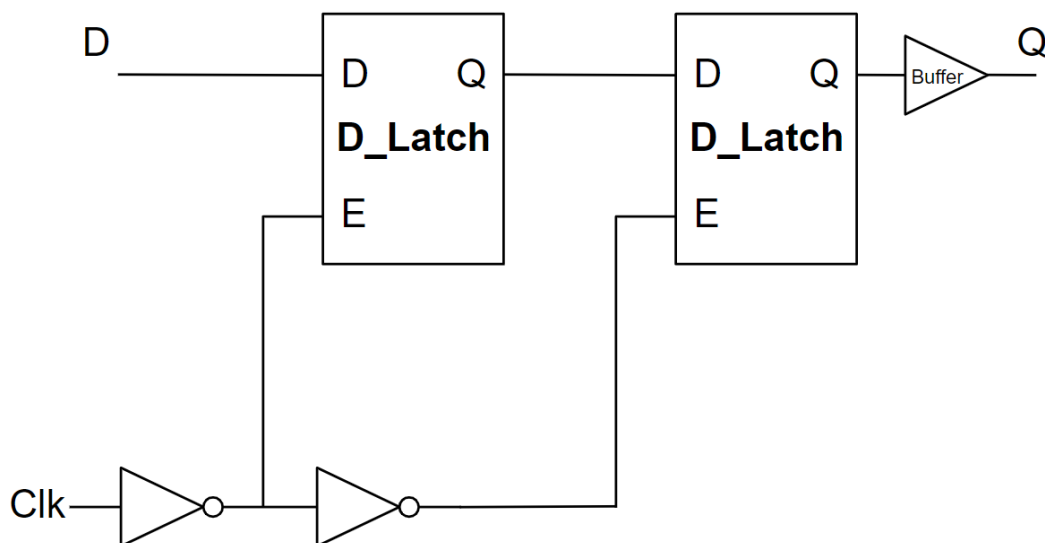 D
D Q
D_Latch
E
D Q
D_Latch
E
Buffer
Q
Clk